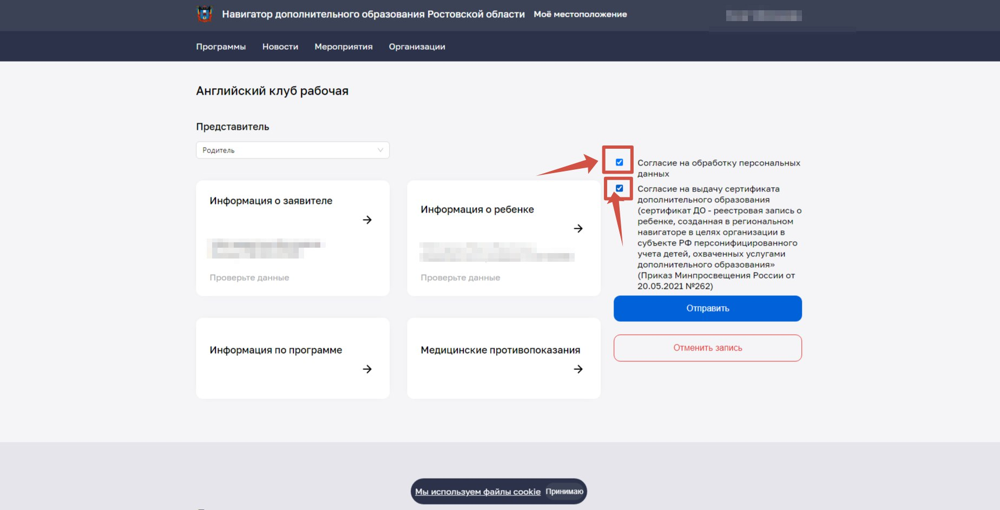 Навигатор дополнительного образования Ростовской области
Моё местоположение
Программы
Новости
Мероприятия
Организации
Английский клуб рабочая
Представитель
Родитель
Информация о заявителе
Проверьте данные
Информация о ребенке
Проверьте данные
Согласие на обработку персональных
данных
Согласие на выдачу сертификата
дополнительного образования
(сертификат ДО - реестровая запись о
ребенке, созданная в региональном
навигаторе в целях организации в
субъекте РФ персонифицированного
учета детей, охваченных услугами
дополнительного образования»
(Приказ Минпросвещения России от
20.05.2021 №262)
Отправить
Отменить запись
Информация по программе
Медицинские противопоказания
Мы используем файлы cookie
Принимаю